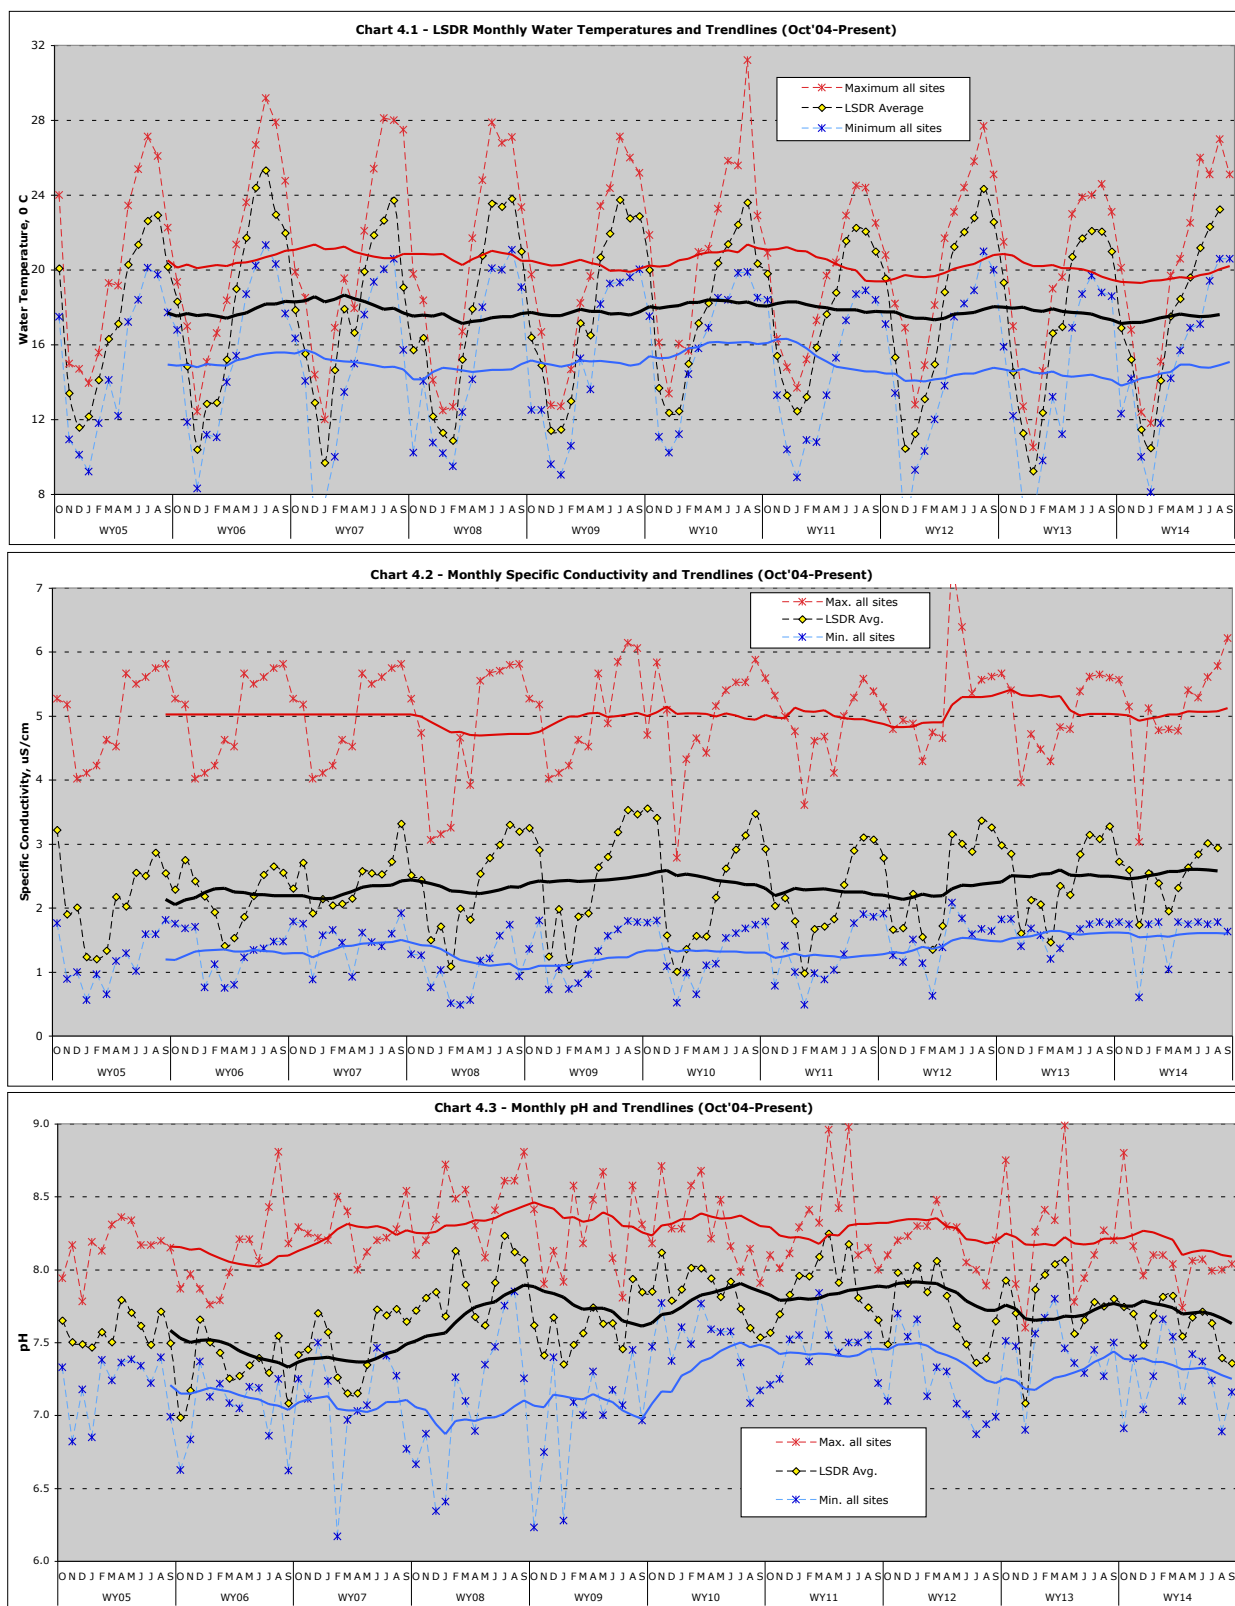 Chart 4.1 - LSDR Monthly Water Temperatures and Trendlines (Oct'04-Present)
32
28
24
20
16
12
8
Water Temperature, 0 C
Maximum all sites
LSDR Average
Minimum all sites
O N D J F M A M J J A S O N D J F M A M J J A S O N D J F M A M J J A S O N D J F M A M J J A S O N D J F M A M J J A S O N D J F M A M J J A S O N D J F M A M J J A S O N D J F M A M J J A S O N D J F M A M J J A S O N D J F M A M J J A S
WY05 WY06 WY07 WY08 WY09 WY10 WY11 WY12 WY13 WY14
Chart 4.2 - Monthly Specific Conductivity and Trendlines (Oct'04-Present)
7
6
5
4
3
2
1
0
Specific Conductivity, uS/cm
Max. all sites
LSDR Avg.
Min. all sites
O N D J F M A M J J A S O N D J F M A M J J A S O N D J F M A M J J A S O N D J F M A M J J A S O N D J F M A M J J A S O N D J F M A M J J A S O N D J F M A M J J A S O N D J F M A M J J A S O N D J F M A M J J A S O N D J F M A M J J A S
WY05 WY06 WY07 WY08 WY09 WY10 WY11 WY12 WY13 WY14
Chart 4.3 - Monthly pH and Trendlines (Oct'04-Present)
9.0
8.5
8.0
7.5
7.0
6.5
6.0
pH
Max. all sites
LSDR Avg.
Min. all sites
O N D J F M A M J J A S O N D J F M A M J J A S O N D J F M A M J J A S O N D J F M A M J J A S O N D J F M A M J J A S O N D J F M A M J J A S O N D J F M A M J J A S O N D J F M A M J J A S O N D J F M A M J J A S O N D J F M A M J J A S
WY05 WY06 WY07 WY08 WY09 WY10 WY11 WY12 WY13 WY14